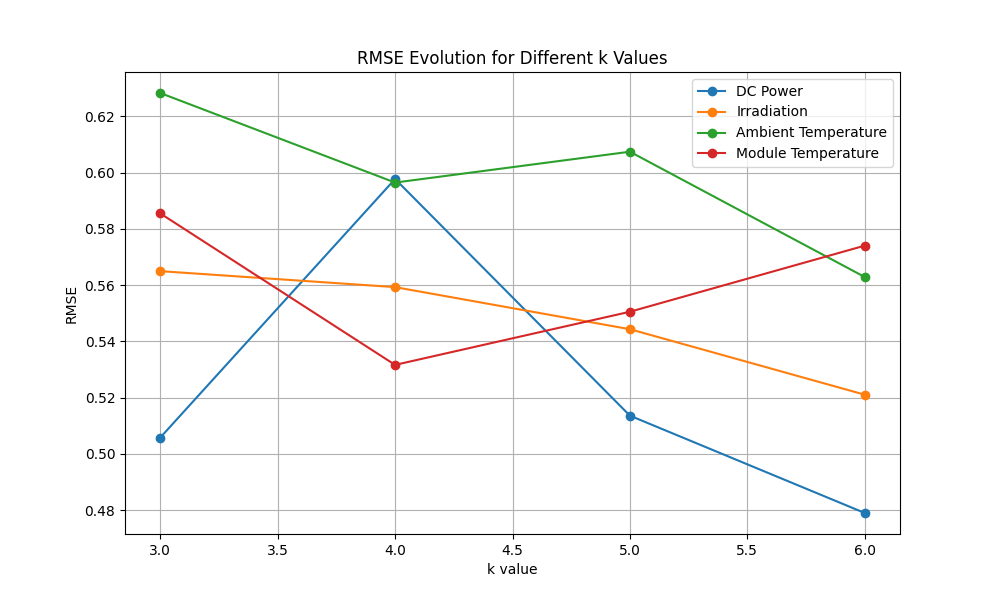 RMSE Evolution for Different k Values
DC Power
Irradiation
Ambient Temperature
Module Temperature
0.62
0.60
0.58
0.56
0.54
0.52
0.50
0.48
RMSE
3.0 3.5 4.0 4.5 5.0 5.5 6.0
k value